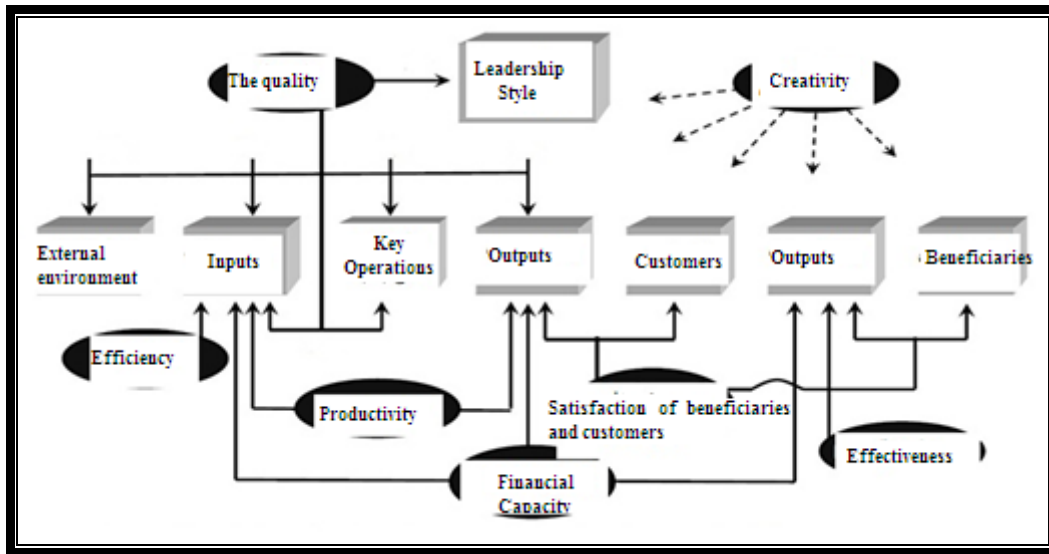 The quality
Leadership
Style
Creativity
External
environment
Inputs
Key
Operations
Outputs
Customers
Outputs
Beneficiaries
Efficiency
Productivity
Satisfaction of beneficiaries
and customers
Effectiveness
Financial
Capacity